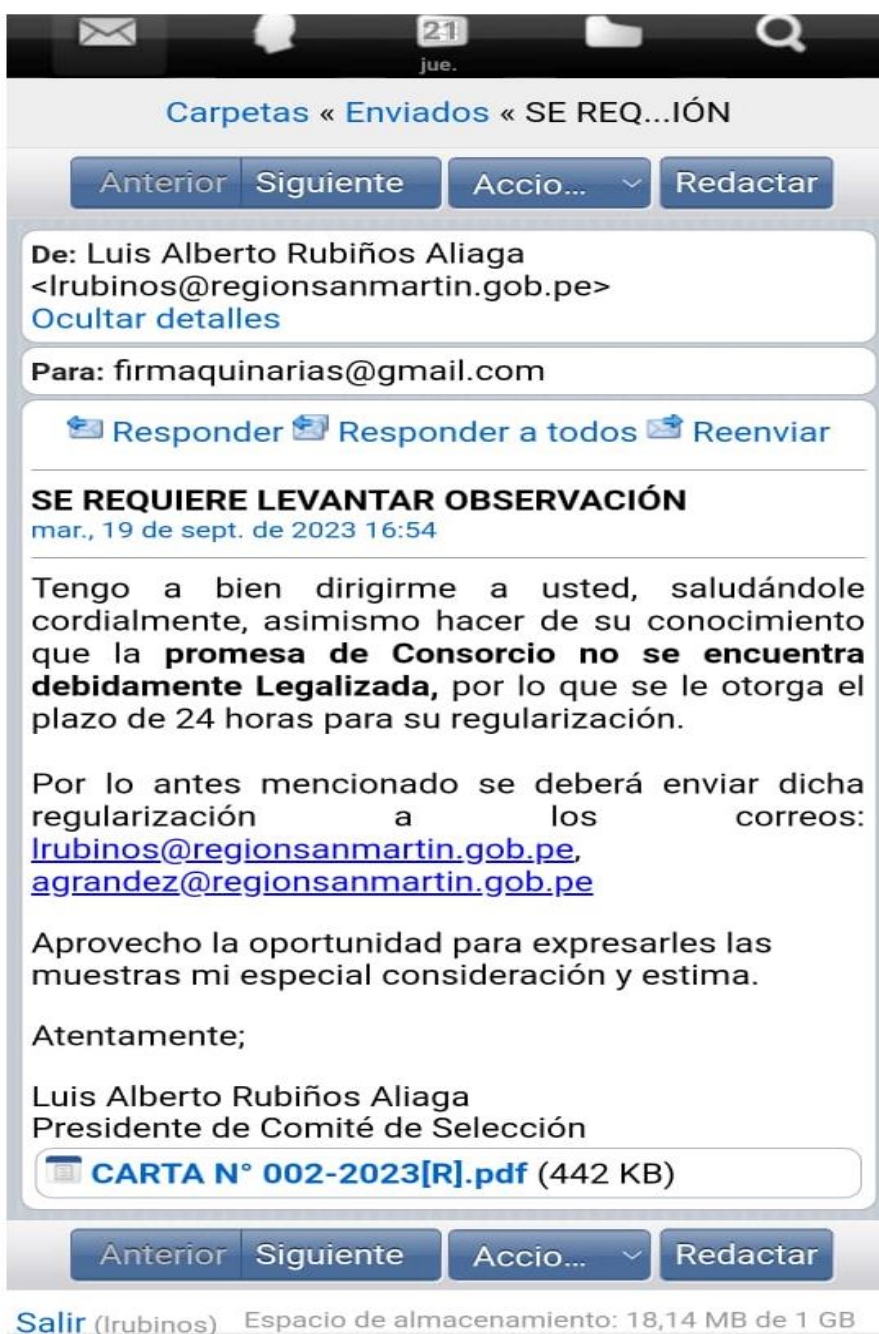 21
jue.
Carpetas « Enviados « SE REQ...IÓN
Anterior Siguiente Accio... Redactar
De: Luis Alberto Rubiños Aliaga
<lrubinos@regionsanmartin.gob.pe>
Ocultar detalles
Para: firmaquinarias@gmail.com
Responder Responder a todos Reenviar
SE REQUIERE LEVANTAR OBSERVACIÓN
mar., 19 de sept. de 2023 16:54
Tengo a bien dirigirme a usted, saludándole
cordialmente, asimismo hacer de su conocimiento
que la promesa de Consorcio no se encuentra
debidamente Legalizada, por lo que se le otorga el
plazo de 24 horas para su regularización.
Por lo antes mencionado se deberá enviar dicha
regularización a los correos:
lrubinos@regionsanmartin.gob.pe,
agrandez@regionsanmartin.gob.pe
Aprovecho la oportunidad para expresarles las
muestras mi especial consideración y estima.
Atentamente;
Luis Alberto Rubiños Aliaga
Presidente de Comité de Selección
CARTA N° 002-2023[R].pdf (442 KB)
Anterior Siguiente Accio... Redactar
Salir (lrubinos) Espacio de almacenamiento: 18,14 MB de 1 GB